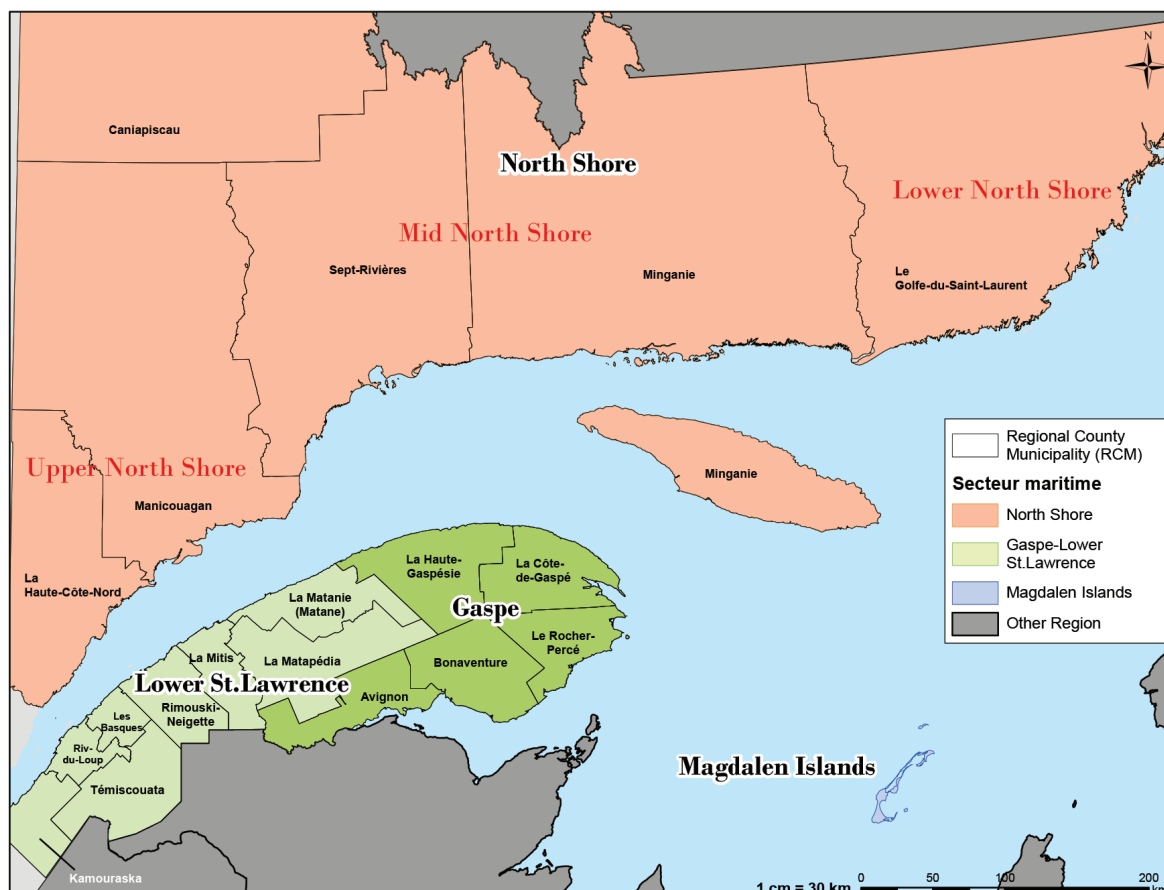 N
Caniapiscau
North Shore
Lower North Shore
Mid North Shore
Sept-Rivières
Minganie
Le
Golfe-du-Saint-Laurent
Upper North Shore
Manicouagan
Minganie
La
Haute-Côte-Nord
La Haute-
Gaspésie
La Côte-
de-Gaspé
La Matanie
(Matane)
Gaspe
Le Rocher-
Percé
La Mitis
La Matapédia
Bonaventure
Lower St.Lawrence
Avignon
Rimouski-
Neigette
Les
Basques
Riv-
du-Loup
Témiscouata
Kamouraska
Magdalen Islands
Regional County
Municipality (RCM)
Secteur maritime
North Shore
Gaspe-Lower
St.Lawrence
Magdalen Islands
Other Region
0 50 100 200
1 cm = 30 km